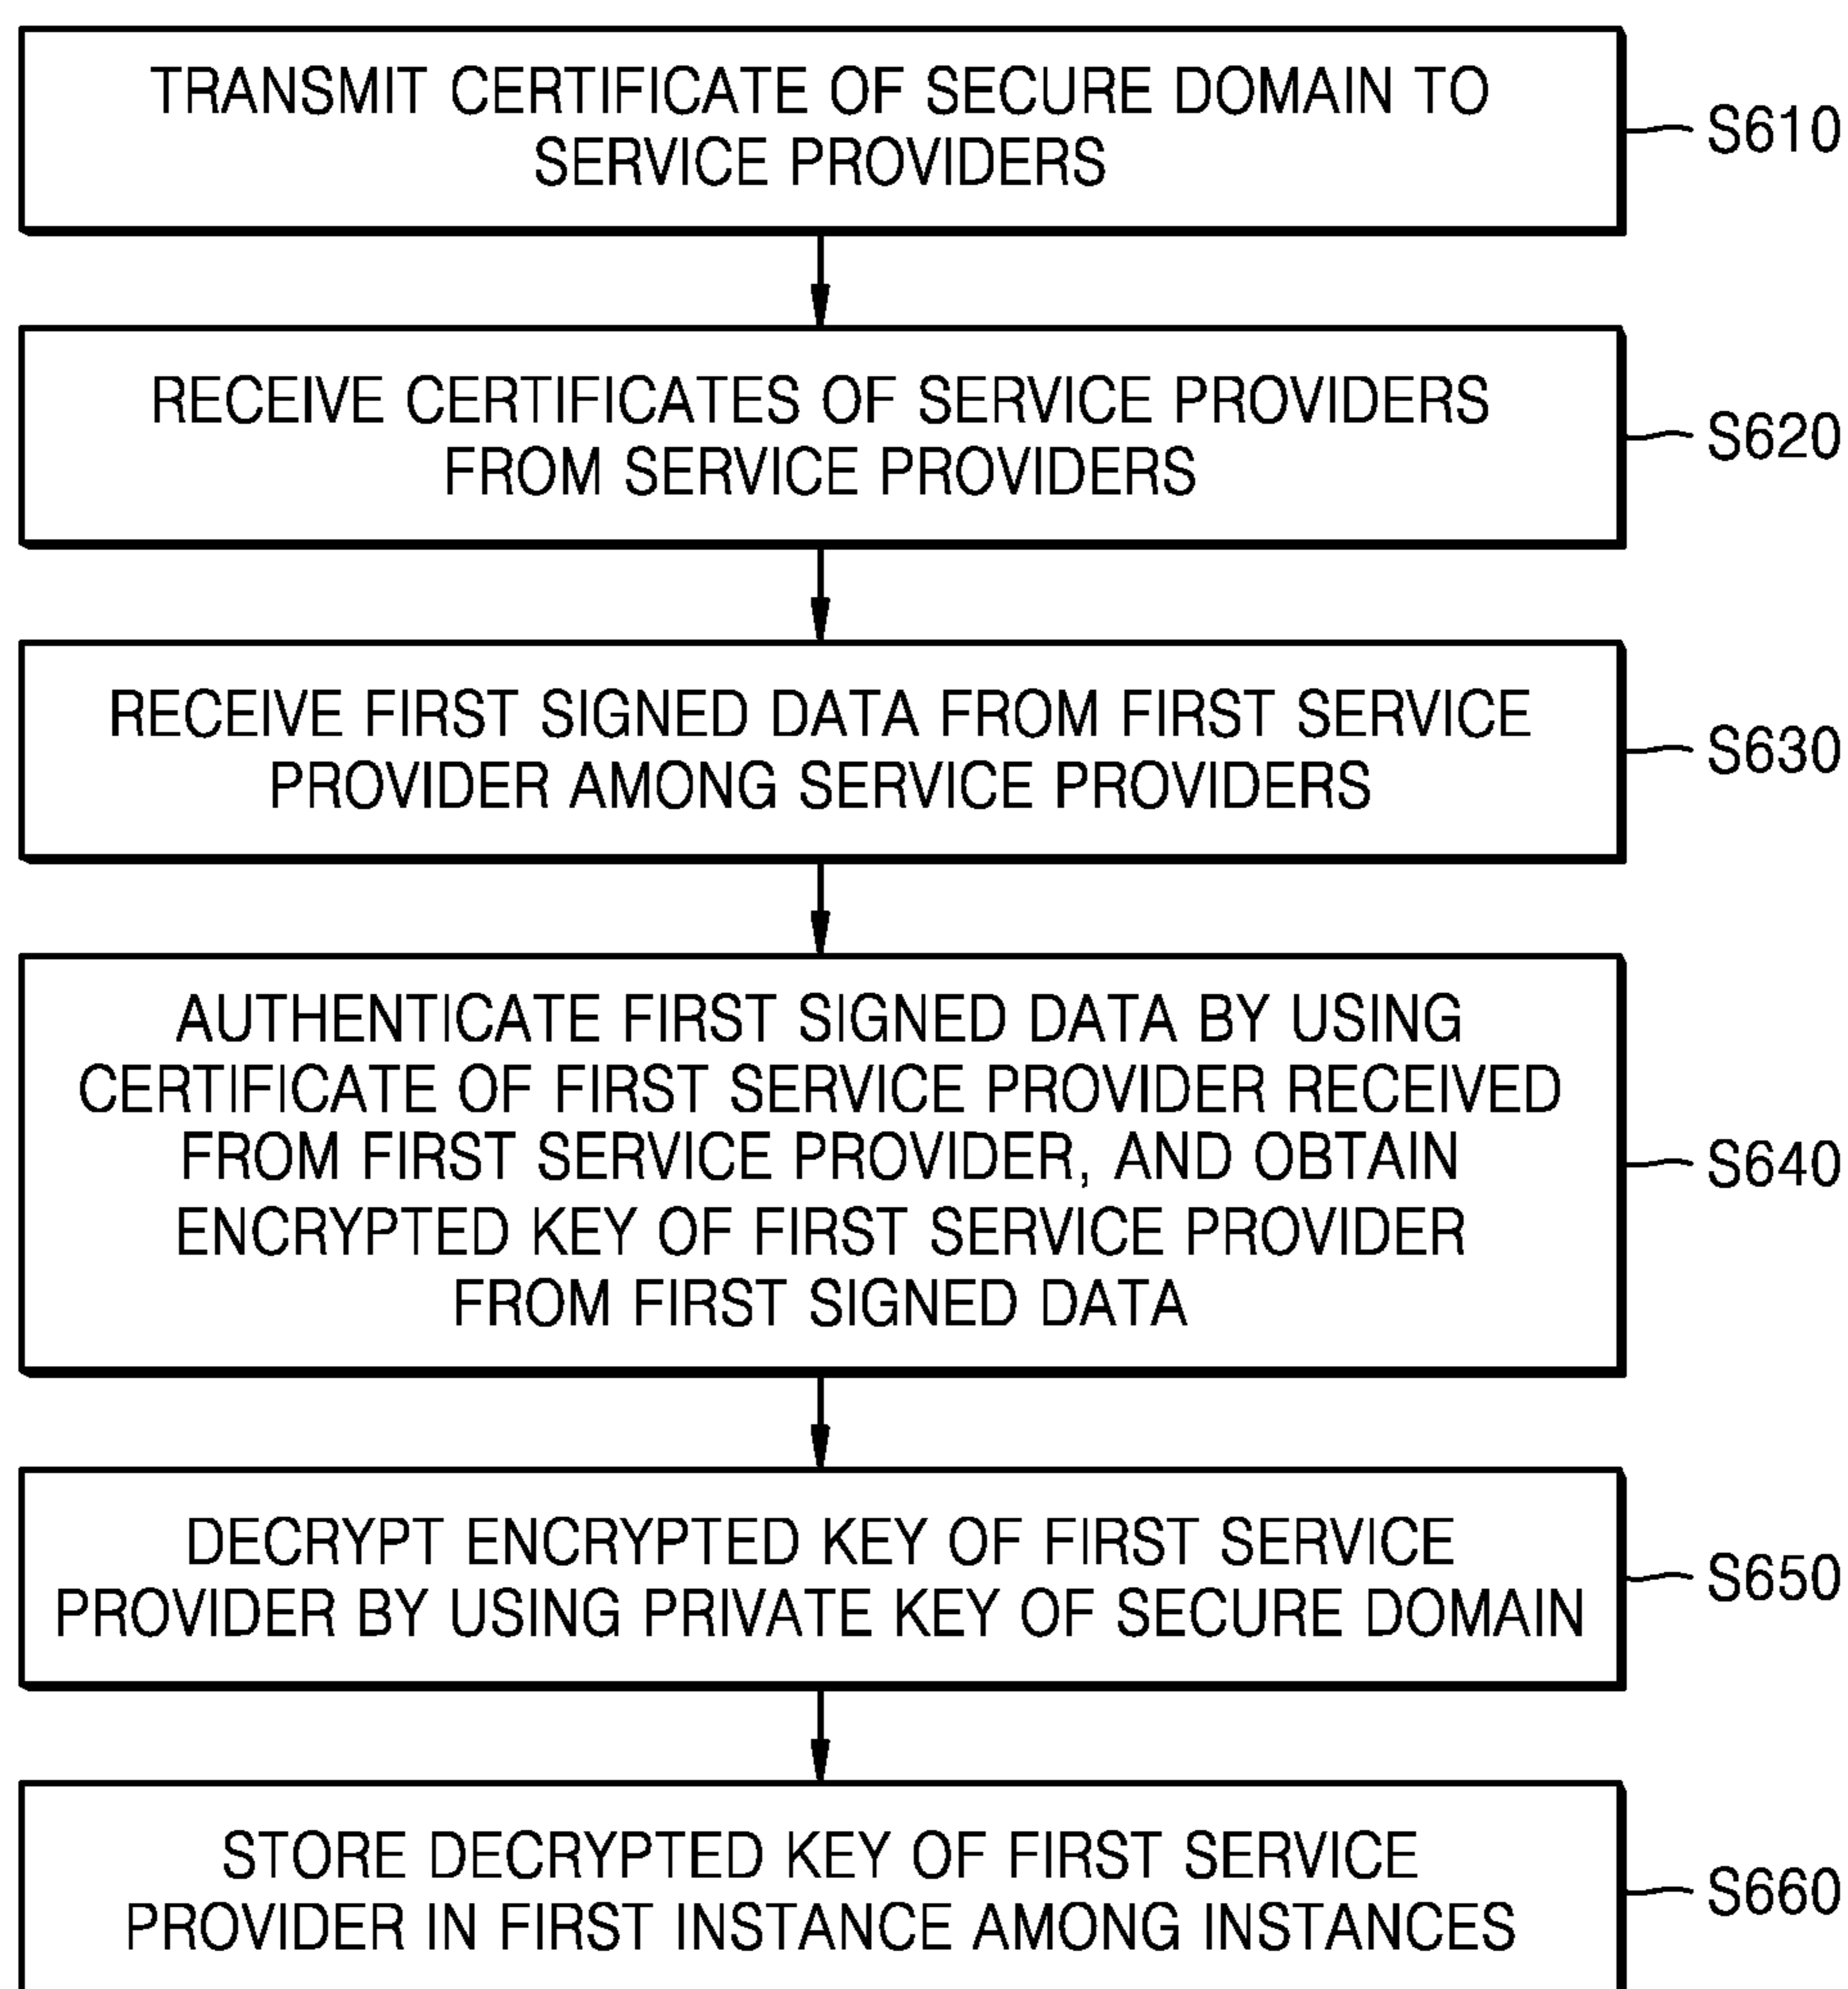 TRANSMIT CERTIFICATE OF SECURE DOMAIN TO
SERVICE PROVIDERS
S610
RECEIVE CERTIFICATES OF SERVICE PROVIDERS
FROM SERVICE PROVIDERS
S620
RECEIVE FIRST SIGNED DATA FROM FIRST SERVICE
PROVIDER AMONG SERVICE PROVIDERS
S630
AUTHENTICATE FIRST SIGNED DATA BY USING
CERTIFICATE OF FIRST SERVICE PROVIDER RECEIVED
FROM FIRST SERVICE PROVIDER, AND OBTAIN
ENCRYPTED KEY OF FIRST SERVICE PROVIDER
FROM FIRST SIGNED DATA
S640
DECRYPT ENCRYPTED KEY OF FIRST SERVICE
PROVIDER BY USING PRIVATE KEY OF SECURE DOMAIN
S650
STORE DECRYPTED KEY OF FIRST SERVICE
PROVIDER IN FIRST INSTANCE AMONG INSTANCES
S660